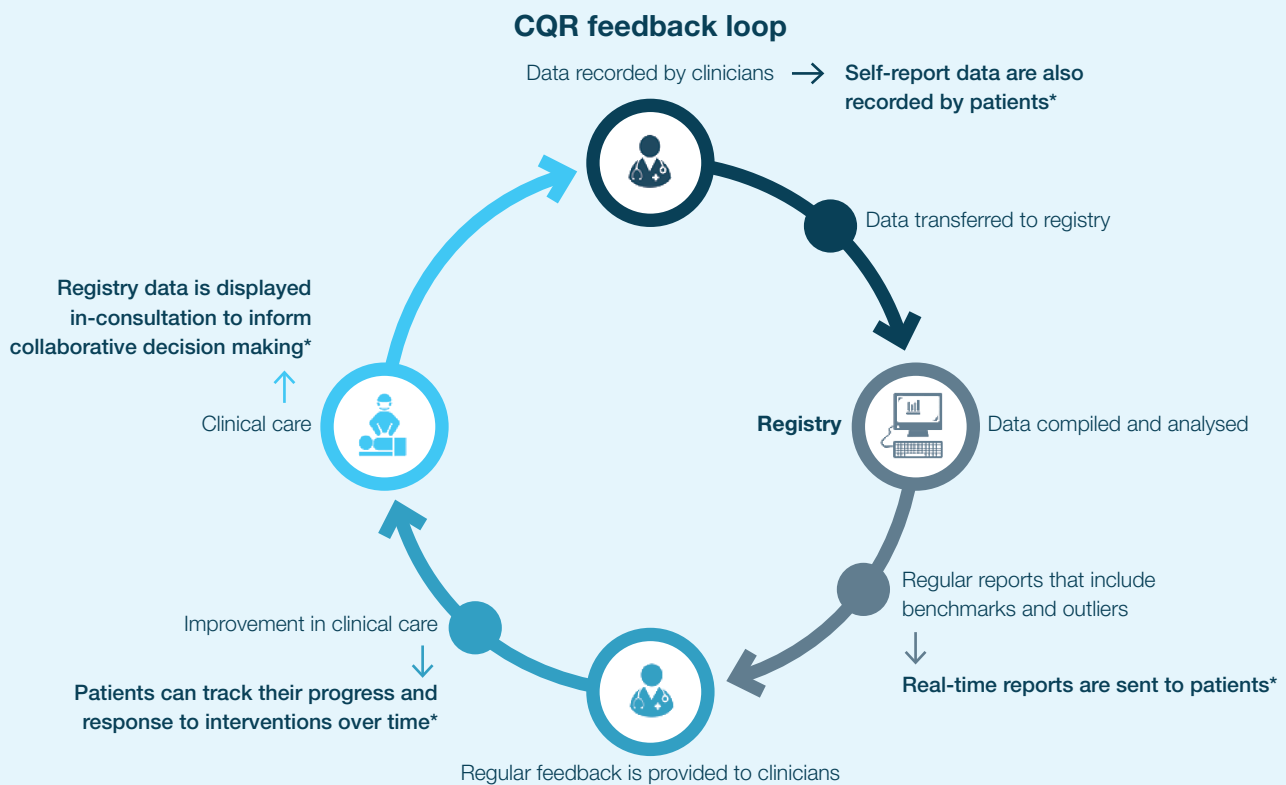 CQR feedback loop
Data recorded by clinicians → Self-report data are also
recorded by patients*
Data transferred to registry
Registry data is displayed
in-consultation to inform
collaborative decision making*
Clinical care
Registry
Data compiled and analysed
Regular reports that include
benchmarks and outliers
Real-time reports are sent to patients*
Improvement in clinical care
Patients can track their progress and
response to interventions over time*
Regular feedback is provided to clinicians